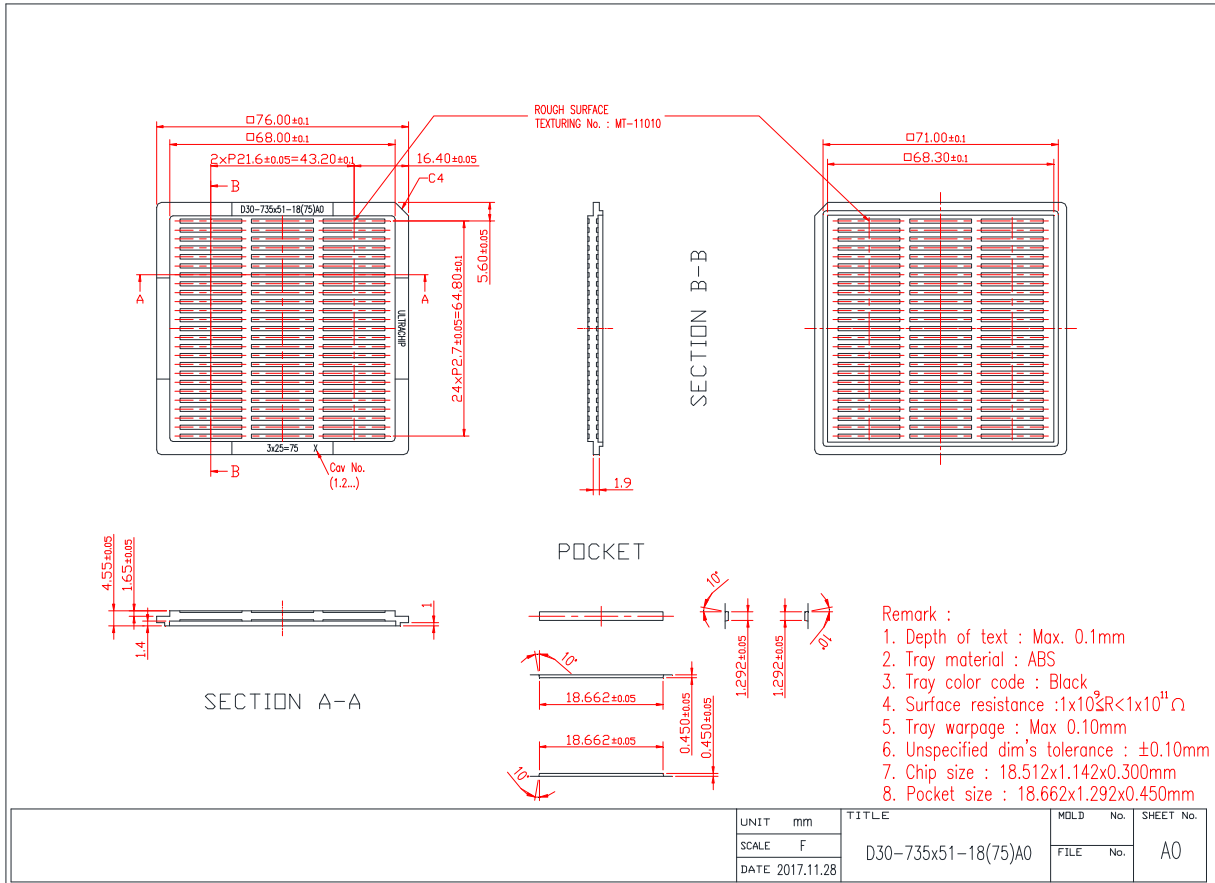 ROUGH SURFACE
TEXTURING No. : MT-11010
□76.00±0.1
□68.00±0.1
2xP21.6±0.05=43.20±0.1
16.40±0.05
C4
B
D30-735x51-18(75)A0
5.60±0.05
A
A
ULTRACHIP
24xP2.7±0.05=64.80±0.1
3x25=75 X
B
Cav No.
(1.2...)
1.9
SECTION B-B
□71.00±0.1
□68.30±0.1
4.55±0.05
1.65±0.05
1.4
1
SECTION A-A
POCKET
10°
1.292±0.05
1.292±0.05
10°
10°
18.662±0.05
0.450±0.05
18.662±0.05
0.450±0.05
10°
Remark :
1. Depth of text : Max. 0.1mm
2. Tray material : ABS
3. Tray color code : Black
4. Surface resistance :1x10⁹≤R<1x10¹¹Ω
5. Tray warpage : Max 0.10mm
6. Unspecified dim's tolerance : ±0.10mm
7. Chip size : 18.512x1.142x0.300mm
8. Pocket size : 18.662x1.292x0.450mm
UNIT mm
SCALE F
DATE 2017.11.28
TITLE
D30-735x51-18(75)A0
MOLD No.
FILE No.
SHEET No.
A0